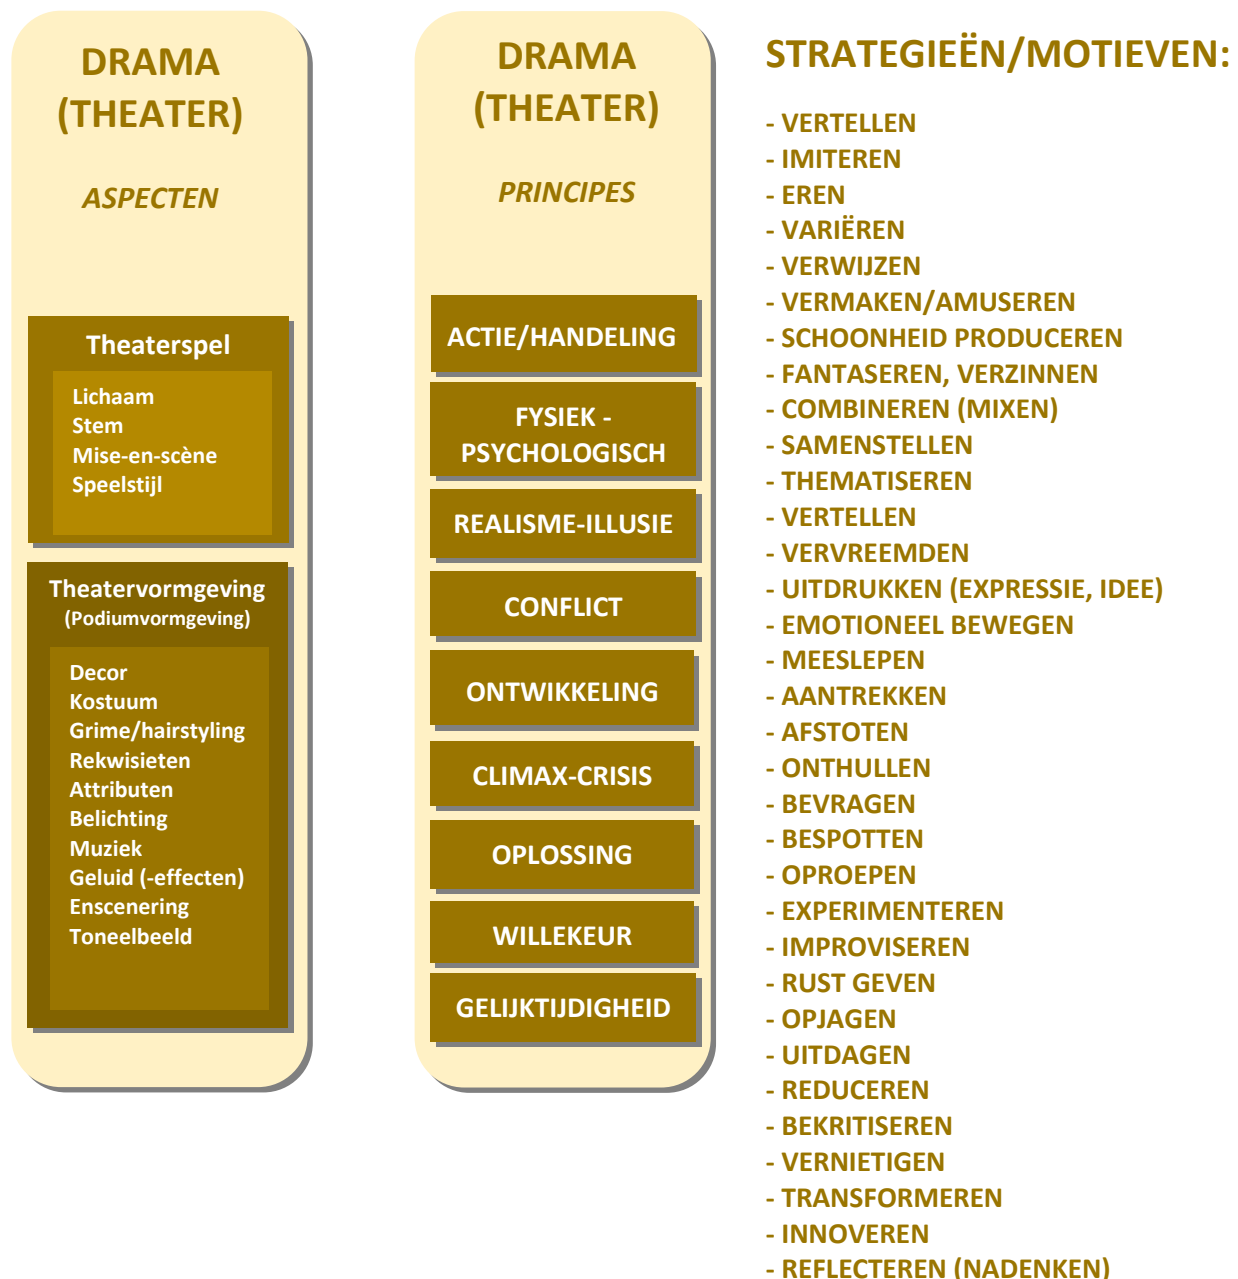 DRAMA
(THEATER)
ASPECTEN
Theaterspel
Lichaam
Stem
Mise-en-scène
Speelstijl
Theatervormgeving
(Podiumvormgeving)
Decor
Kostuum
Grime/hairstyling
Rekwisieten
Attributen
Belichting
Muziek
Geluid (-effecten)
Enscenering
Toneelbeeld
DRAMA
(THEATER)
PRINCIPES
ACTIE/HANDELING
FYSIEK -
PSYCHOLOGISCH
REALISME-ILLUSIE
CONFLICT
ONTWIKKELING
CLIMAX-CRISIS
OPLOSSING
WILLEKEUR
GELIJKTIJDIGHEID
STRATEGIEËN/MOTIEVEN:
- VERTELLEN
- IMITEREN
- EREN
- VARIËREN
- VERWIJZEN
- VERMAKEN/AMUSEREN
- SCHOONHEID PRODUCEREN
- FANTASEREN, VERZINNEN
- COMBINEREN (MIXEN)
- SAMENSTELLEN
- THEMATISEREN
- VERTELLEN
- VERVREEMDEN
- UITDRUKKEN (EXPRESSIE, IDEE)
- EMOTIONEEL BEWEGEN
- MEESLEPEN
- AANTREKKEN
- AFSTOTEN
- ONTHULLEN
- BEVRAGEN
- BESPOTTEN
- OPROEPEN
- EXPERIMENTEREN
- IMPROVISEREN
- RUST GEVEN
- OPJAGEN
- UITDAGEN
- REDUCEREN
- BEKRITISEREN
- VERNIETIGEN
- TRANSFORMEREN
- INNOVEREN
- REFLECTEREN (NADENKEN)